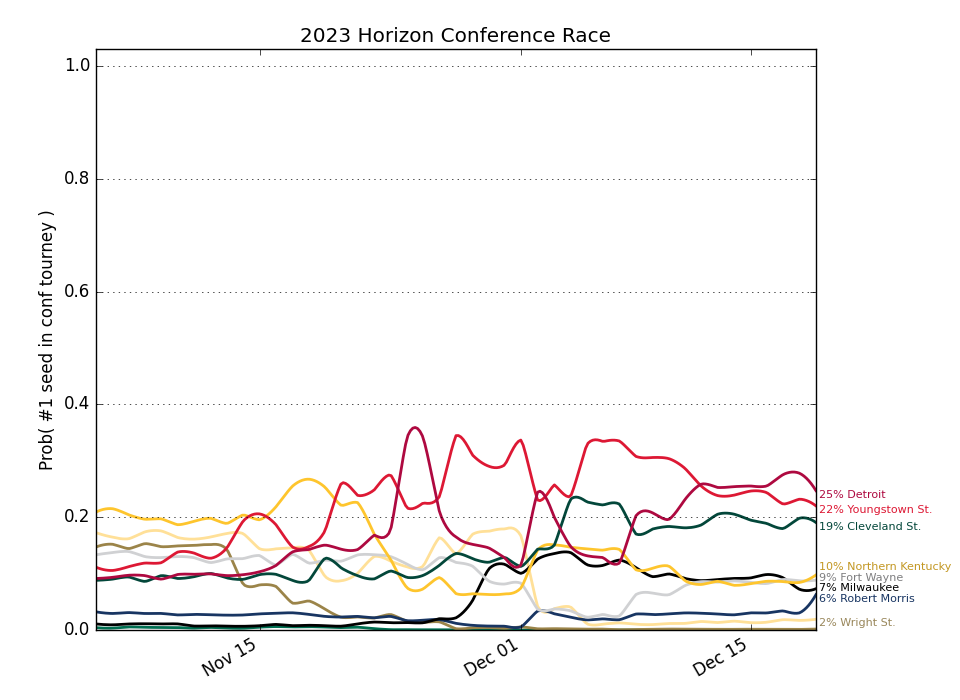 2023 Horizon Conference Race
Prob( #1 seed in conf tourney )
1.0
0.8
0.6
0.4
0.2
0.0
Nov 15
Dec 01
Dec 15
25% Detroit
22% Youngstown St.
19% Cleveland St.
10% Northern Kentucky
9% Fort Wayne
7% Milwaukee
6% Robert Morris
2% Wright St.